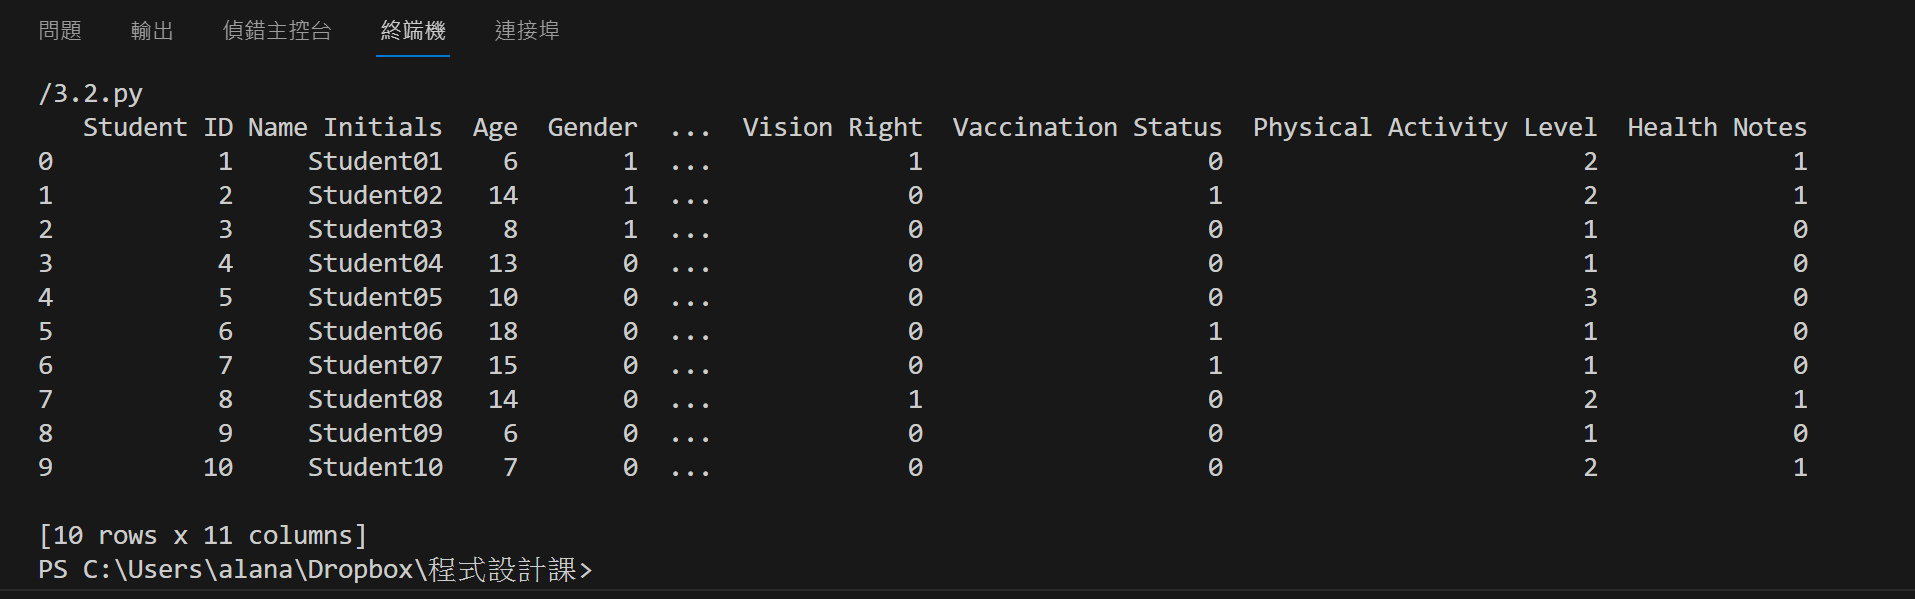 問題 輸出 偵錯主控台 終端機 連接埠
/3.2.py
   Student ID Name Initials  Age  Gender  ...  Vision Right  Vaccination Status  Physical Activity Level  Health Notes
0           1     Student01    6       1  ...             1                   0                        2             1
1           2     Student02   14       1  ...             0                   1                        2             1
2           3     Student03    8       1  ...             0                   0                        1             0
3           4     Student04   13       0  ...             0                   0                        1             0
4           5     Student05   10       0  ...             0                   0                        3             0
5           6     Student06   18       0  ...             0                   1                        1             0
6           7     Student07   15       0  ...             0                   1                        1             0
7           8     Student08   14       0  ...             1                   0                        2             1
8           9     Student09    6       0  ...             0                   0                        1             0
9          10     Student10    7       0  ...             0                   0                        2             1
[10 rows x 11 columns]
PS C:\Users\alana\Dropbox\程式設計課>